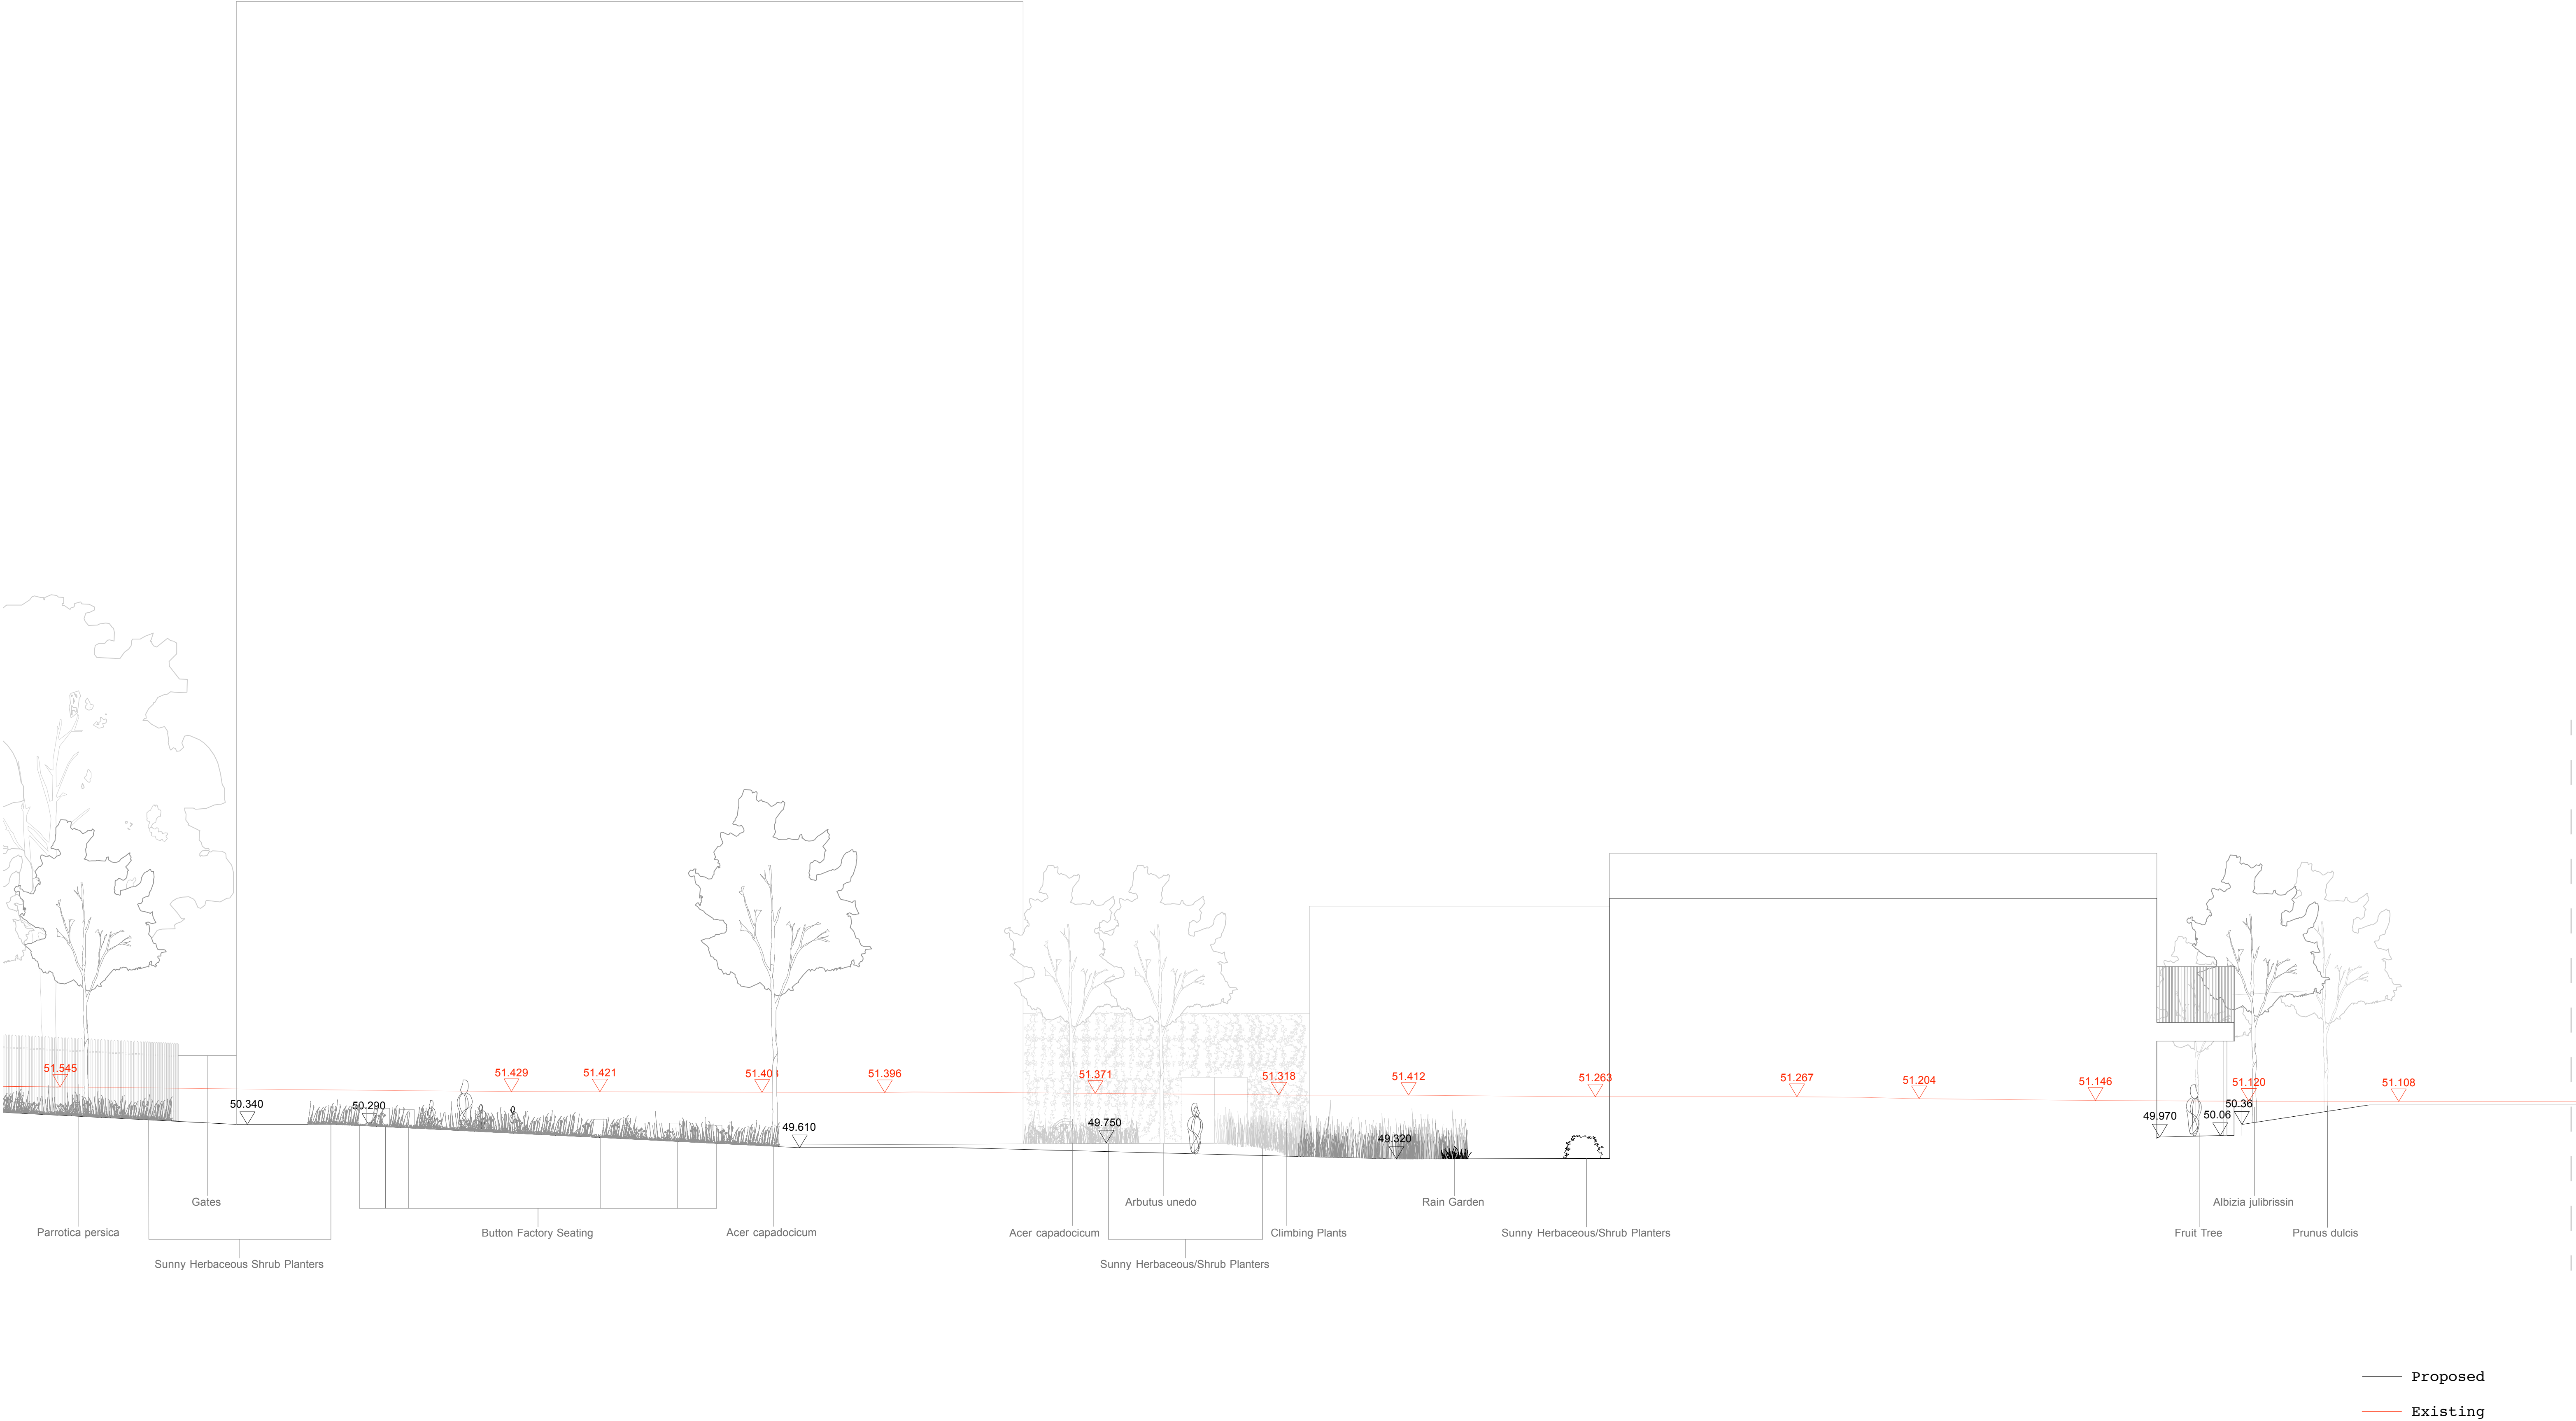 51.545
51.429
51.421
51.396
51.371
51.318
51.412
51.263
51.267
51.204
51.146
51.120
51.108
50.340
50.290
49.610
49.750
49.320
49.970
50.06
50.36
Gates
Arbutus unedo
Rain Garden
Albizia julibrissin
Parrotica persica
Button Factory Seating
Acer capadocicum
Acer capadocicum
Climbing Plants
Sunny Herbaceous/Shrub Planters
Fruit Tree
Prunus dulcis
Sunny Herbaceous Shrub Planters
Sunny Herbaceous/Shrub Planters
Proposed
Existing